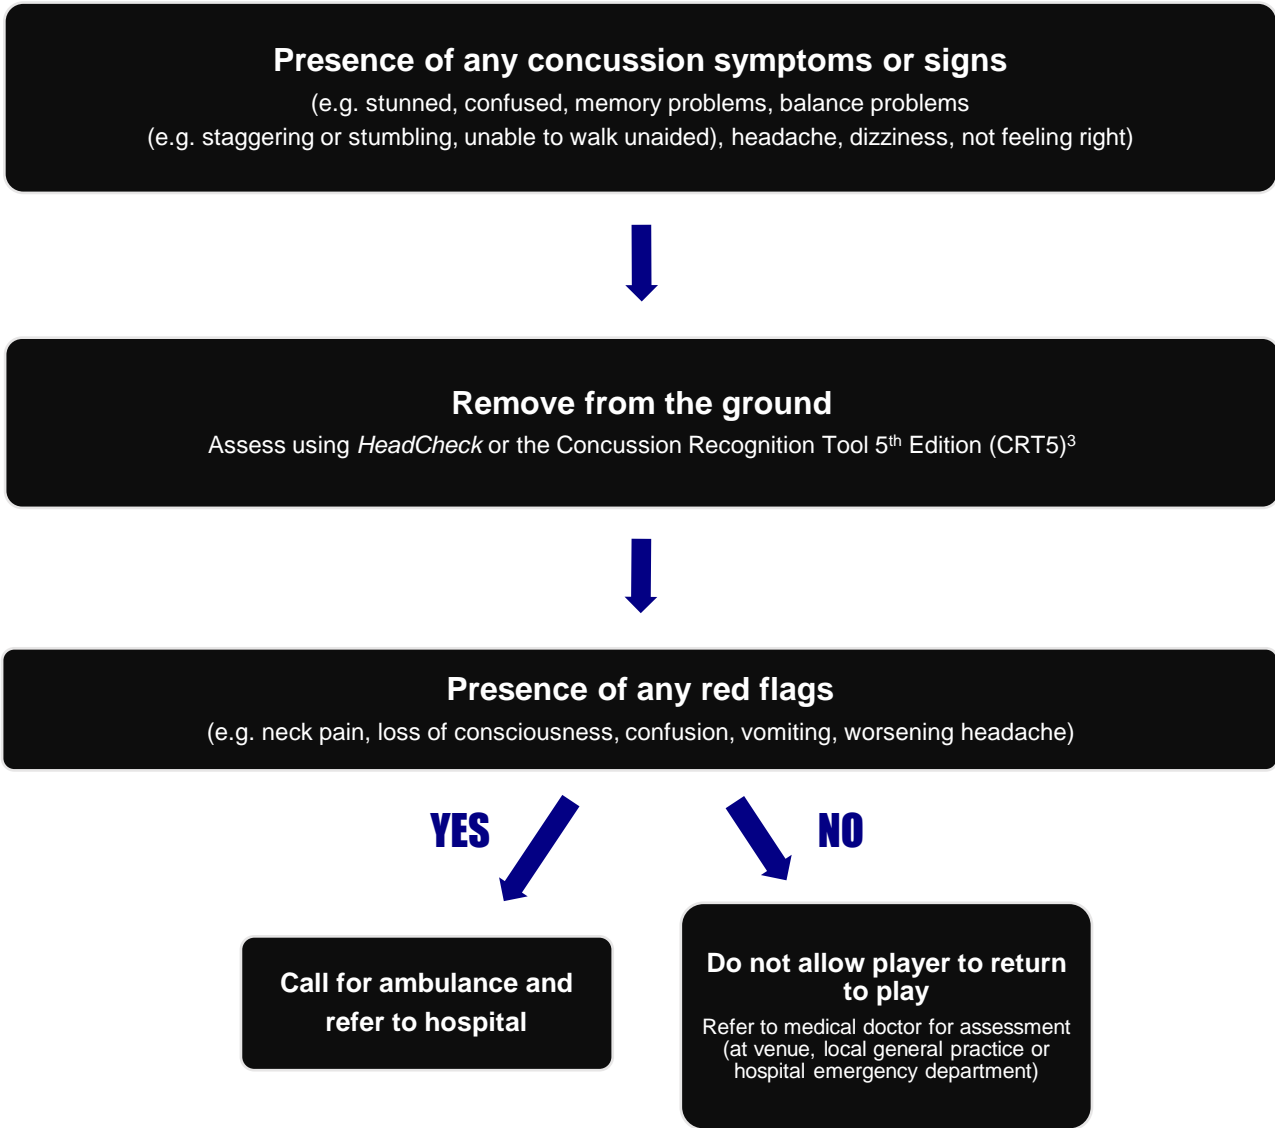 Presence of any concussion symptoms or signs
(e.g. stunned, confused, memory problems, balance problems
(e.g. staggering or stumbling, unable to walk unaided), headache, dizziness, not feeling right)
Remove from the ground
Assess using HeadCheck or the Concussion Recognition Tool 5th Edition (CRT5)3
Presence of any red flags
(e.g. neck pain, loss of consciousness, confusion, vomiting, worsening headache)
YES
NO
Call for ambulance and
refer to hospital
Do not allow player to return
to play
Refer to medical doctor for assessment
(at venue, local general practice or
hospital emergency department)